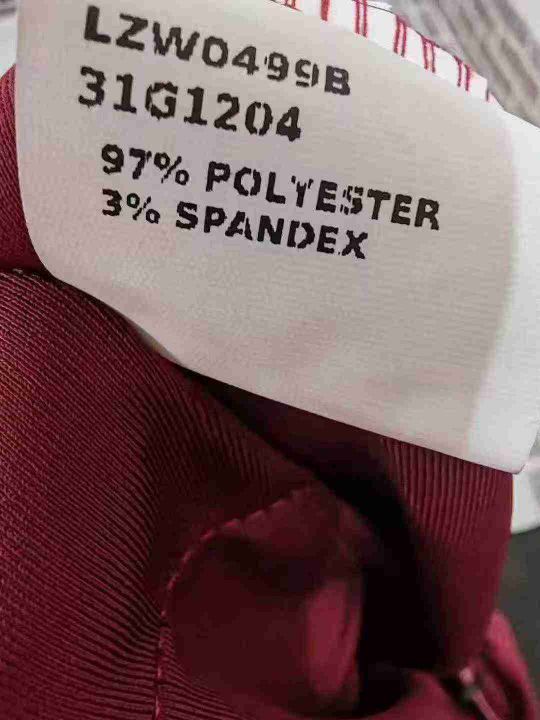 LZW0499B
31G1204
97% POLYESTER
3% SPANDEX